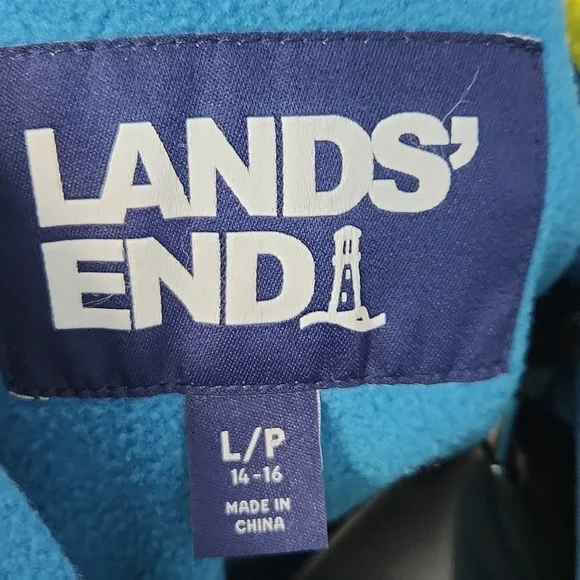 LANDS'
END
L/P
14-16
MADE IN
CHINA